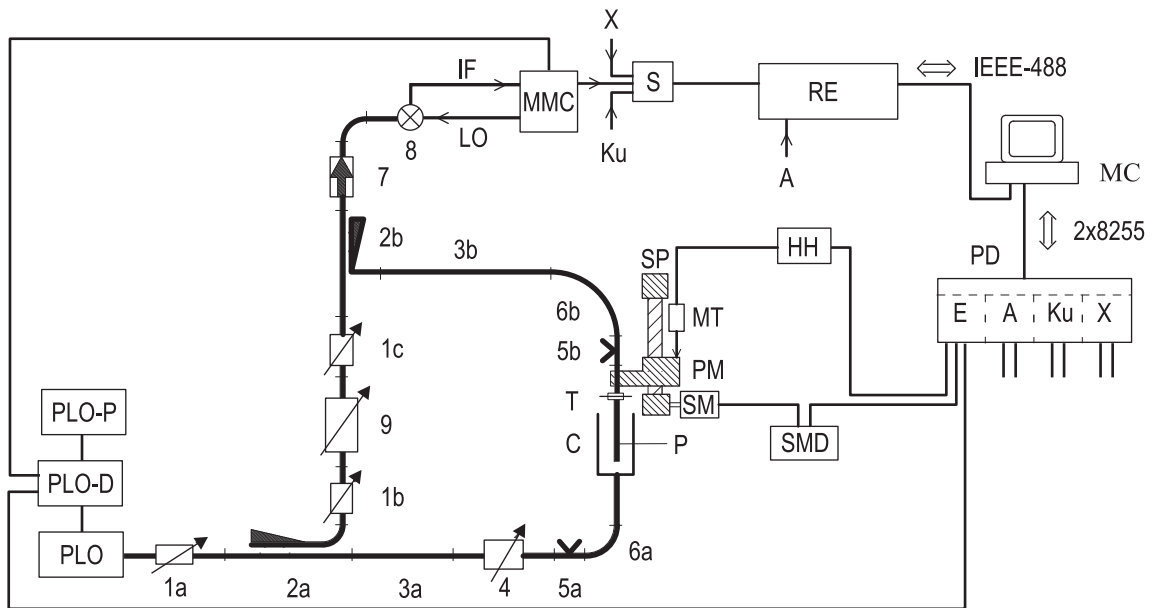 X
IF
MMC
S
RE
IEEE-488
LO
8
Ku
A
MC
7
2b
3b
SP
HH
PD
2x8255
6b
MT
E A Ku X
1c
5b
PM
PLO-P
9
T
SM
C
P
SMD
PLO-D
1b
PLO
6a
1a
2a
3a
4
5a